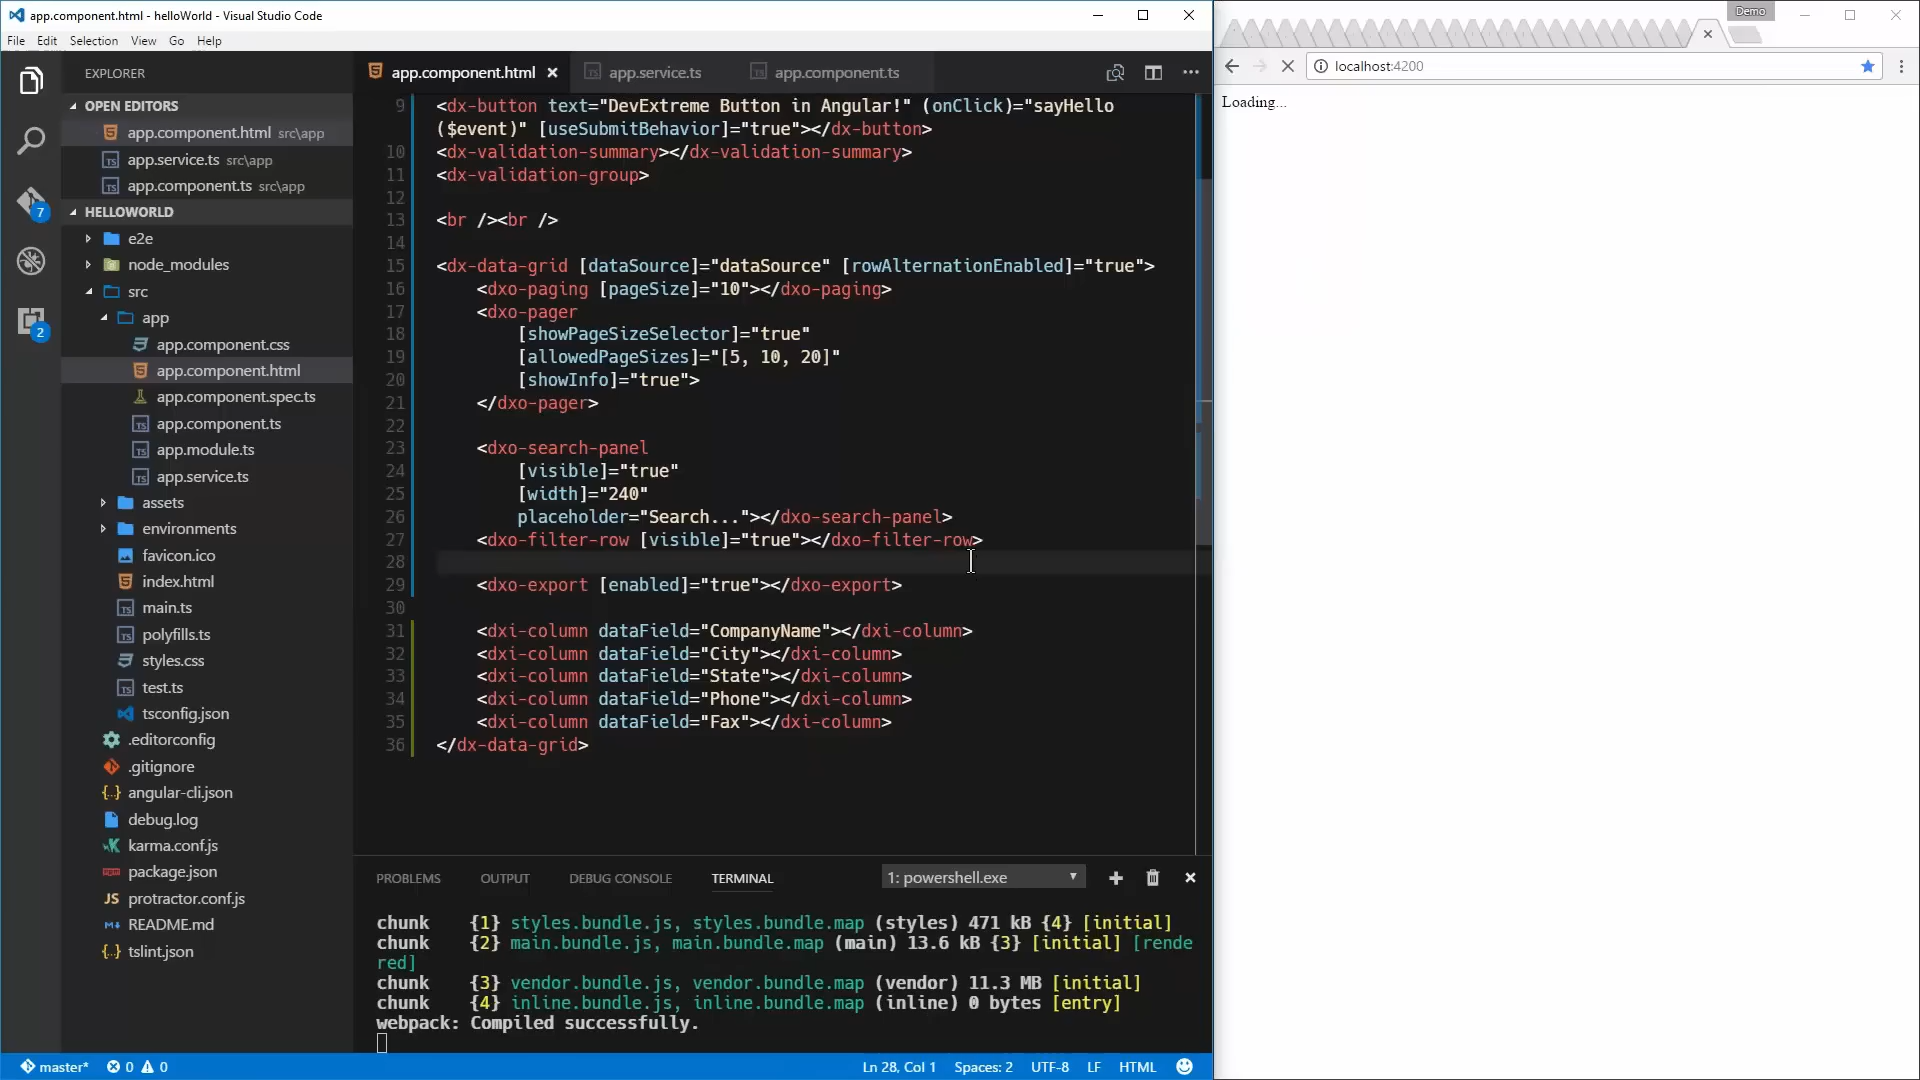 app.component.html - helloWorld - Visual Studio Code
File Edit Selection View Go Help
EXPLORER
OPEN EDITORS
app.component.html src\app
app.service.ts src\app
app.component.ts src\app
HELLOWORLD
e2e
node_modules
src
app
app.component.css
app.component.html
app.component.spec.ts
app.component.ts
app.module.ts
app.service.ts
assets
environments
favicon.ico
index.html
main.ts
polyfills.ts
styles.css
test.ts
tsconfig.json
.editorconfig
.gitignore
angular-cli.json
debug.log
karma.conf.js
package.json
protractor.conf.js
README.md
tslint.json
7
2
app.component.html app.service.ts app.component.ts
9 <dx-button text="DevExtreme Button in Angular!" (onClick)="sayHello
($event)" [useSubmitBehavior]="true"></dx-button>
10 <dx-validation-summary></dx-validation-summary>
11 <dx-validation-group>
12
13 <br /><br />
14
15 <dx-data-grid [dataSource]="dataSource" [rowAlternationEnabled]="true">
16 <dxo-paging [pageSize]="10"></dxo-paging>
17 <dxo-pager
18 [showPageSizeSelector]="true"
19 [allowedPageSizes]="[5, 10, 20]"
20 [showInfo]="true">
21 </dxo-pager>
22
23 <dxo-search-panel
24 [visible]="true"
25 [width]="240"
26 placeholder="Search..."></dxo-search-panel>
27 <dxo-filter-row [visible]="true"></dxo-filter-row>
28
29 <dxo-export [enabled]="true"></dxo-export>
30
31 <dxi-column dataField="CompanyName"></dxi-column>
32 <dxi-column dataField="City"></dxi-column>
33 <dxi-column dataField="State"></dxi-column>
34 <dxi-column dataField="Phone"></dxi-column>
35 <dxi-column dataField="Fax"></dxi-column>
36 </dx-data-grid>
PROBLEMS OUTPUT DEBUG CONSOLE TERMINAL 1: powershell.exe
chunk {1} styles.bundle.js, styles.bundle.map (styles) 471 kB {4} [initial]
chunk {2} main.bundle.js, main.bundle.map (main) 13.6 kB {3} [initial] [rende
red]
chunk {3} vendor.bundle.js, vendor.bundle.map (vendor) 11.3 MB [initial]
chunk {4} inline.bundle.js, inline.bundle.map (inline) 0 bytes [entry]
webpack: Compiled successfully.
master* 0 0 Ln 28, Col 1 Spaces: 2 UTF-8 LF HTML
Demo
localhost:4200
Loading...